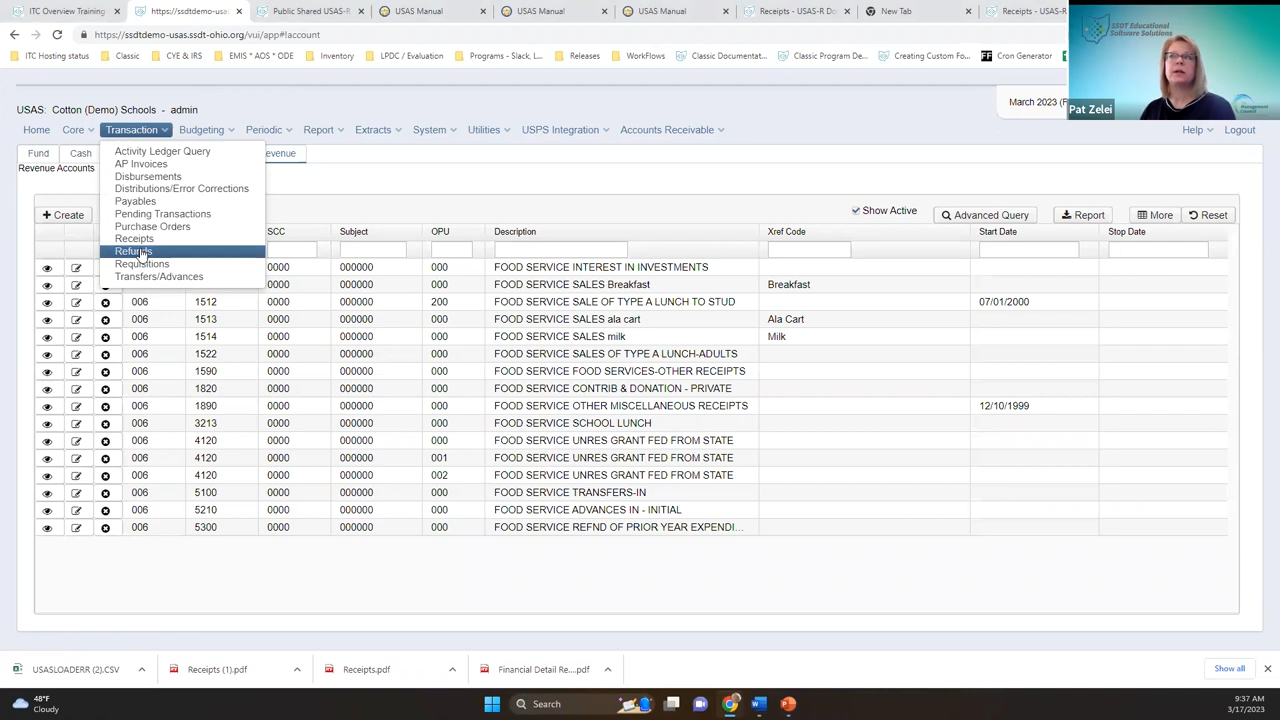 ITC Overview Training
https://ssdtdemo-usas
Public Shared USAS-R
USAS Manual
USAS Manual
USAS Manual
Receipts - USAS-R Do
New Tab
Receipts - USAS-R
https://ssdtdemo-usas.ssdt-ohio.org/vui/app#!account
ITC Hosting status
Classic
CYE & IRS
EMIS * AOS * ODE
Inventory
LPDC / Evaluation
Programs - Slack, L...
Releases
WorkFlows
Classic Documentat...
Classic Program De...
Creating Custom Fo...
Cron Generator
SSDT Educational
Software Solutions
Management
Council
Pat Zelei
USAS: Cotton (Demo) Schools - admin
March 2023
Home Core Transaction Budgeting Periodic Report Extracts System Utilities USPS Integration Accounts Receivable Help Logout
Fund Cash evenue
Revenue Accounts
Activity Ledger Query
AP Invoices
Disbursements
Distributions/Error Corrections
Payables
Pending Transactions
Purchase Orders
Receipts
Refunds
Requisitions
Transfers/Advances
Create
Show Active
Advanced Query
Report
More
Reset
SCC Subject OPU Description Xref Code Start Date Stop Date
0000 000000 000 FOOD SERVICE INTEREST IN INVESTMENTS
0000 000000 000 FOOD SERVICE SALES Breakfast Breakfast
006 1512 0000 000000 200 FOOD SERVICE SALE OF TYPE A LUNCH TO STUD 07/01/2000
006 1513 0000 000000 000 FOOD SERVICE SALES ala cart Ala Cart
006 1514 0000 000000 000 FOOD SERVICE SALES milk Milk
006 1522 0000 000000 000 FOOD SERVICE SALES OF TYPE A LUNCH-ADULTS
006 1590 0000 000000 000 FOOD SERVICE FOOD SERVICES-OTHER RECEIPTS
006 1820 0000 000000 000 FOOD SERVICE CONTRIB & DONATION - PRIVATE
006 1890 0000 000000 000 FOOD SERVICE OTHER MISCELLANEOUS RECEIPTS 12/10/1999
006 3213 0000 000000 000 FOOD SERVICE SCHOOL LUNCH
006 4120 0000 000000 000 FOOD SERVICE UNRES GRANT FED FROM STATE
006 4120 0000 000000 001 FOOD SERVICE UNRES GRANT FED FROM STATE
006 4120 0000 000000 002 FOOD SERVICE UNRES GRANT FED FROM STATE
006 5100 0000 000000 000 FOOD SERVICE TRANSFERS-IN
006 5210 0000 000000 000 FOOD SERVICE ADVANCES IN - INITIAL
006 5300 0000 000000 000 FOOD SERVICE REFND OF PRIOR YEAR EXPENDI...
USASLOADERR (2).CSV
Receipts (1).pdf
Receipts.pdf
Financial Detail Re....pdf
Show all
48°F
Cloudy
Search
9:37 AM
3/17/2023